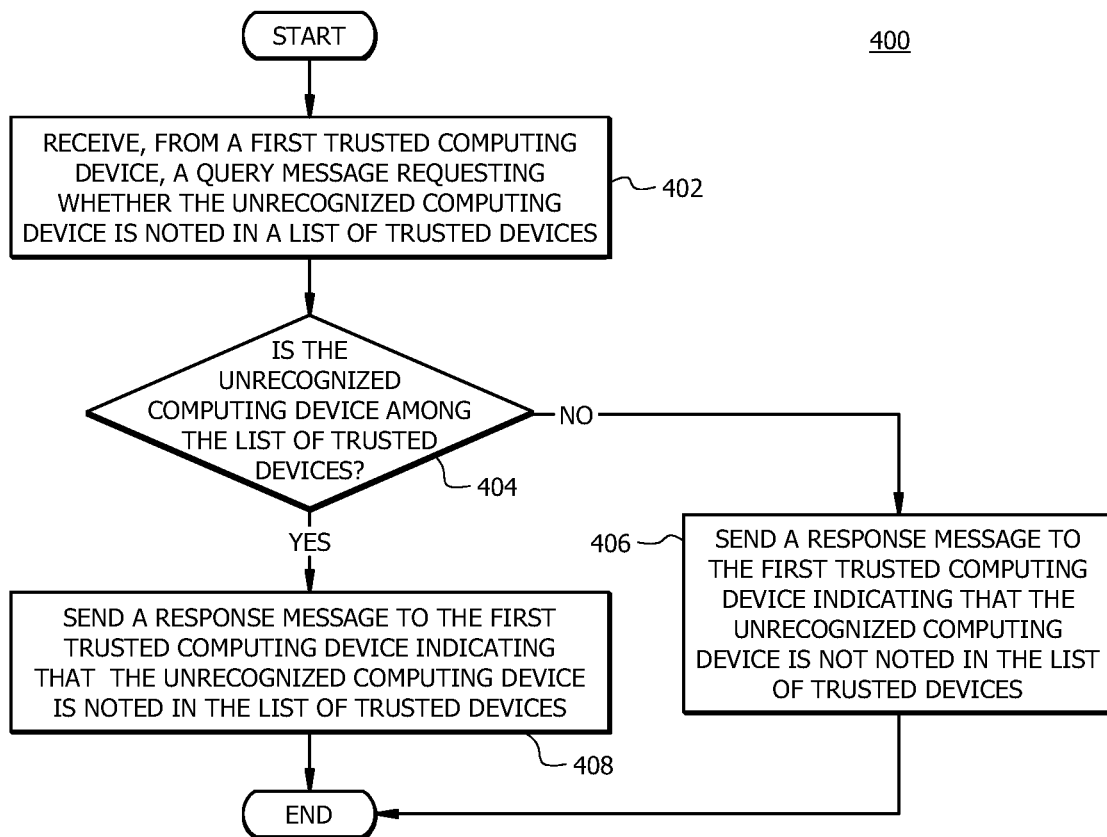 START
400
RECEIVE, FROM A FIRST TRUSTED COMPUTING
DEVICE, A QUERY MESSAGE REQUESTING
WHETHER THE UNRECOGNIZED COMPUTING
DEVICE IS NOTED IN A LIST OF TRUSTED DEVICES
402
IS THE
UNRECOGNIZED
COMPUTING DEVICE AMONG
THE LIST OF TRUSTED
DEVICES?
404
NO
YES
406
SEND A RESPONSE MESSAGE TO
THE FIRST TRUSTED COMPUTING
DEVICE INDICATING THAT THE
UNRECOGNIZED COMPUTING
DEVICE IS NOT NOTED IN THE LIST
OF TRUSTED DEVICES
SEND A RESPONSE MESSAGE TO THE FIRST
TRUSTED COMPUTING DEVICE INDICATING
THAT THE UNRECOGNIZED COMPUTING DEVICE
IS NOTED IN THE LIST OF TRUSTED DEVICES
408
END